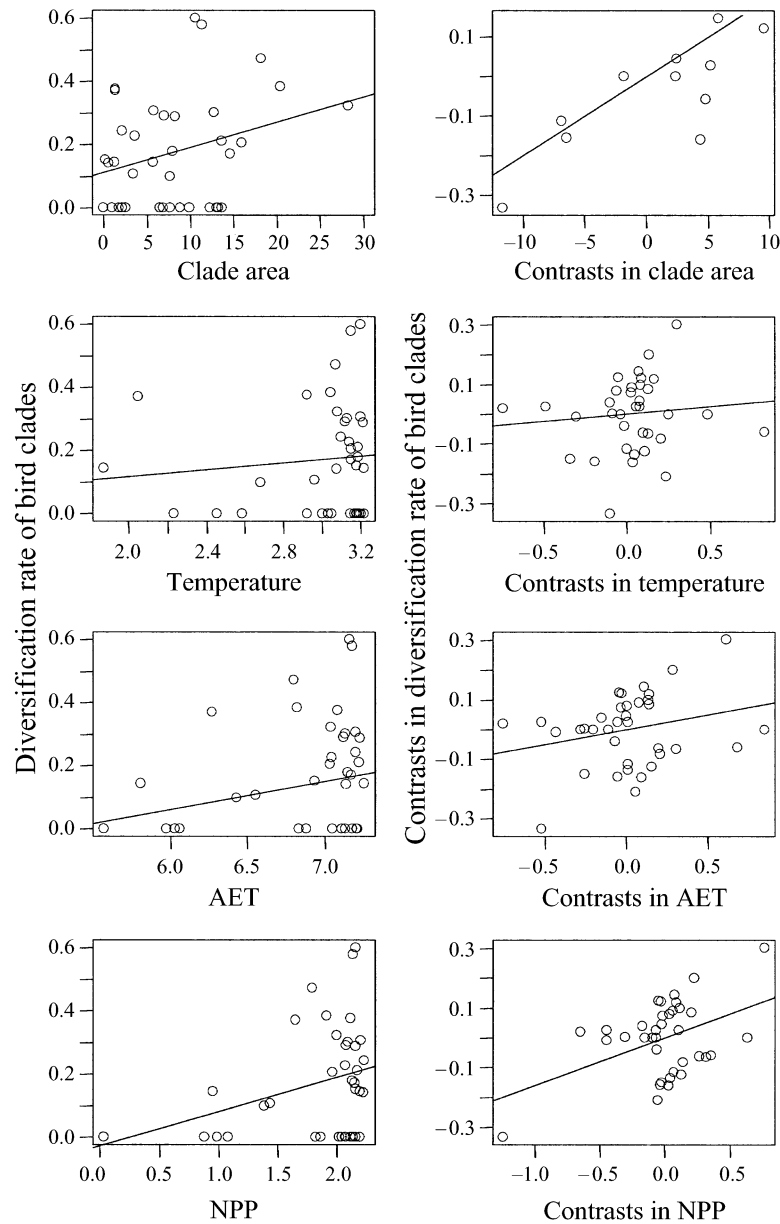 0.6
0.4
0.2
0.0
0 5 10 15 20 25 30
Clade area
0.1
−0.1
−0.3
−10 −5 0 5 10
Contrasts in clade area
Diversification rate of bird clades
0.6
0.4
0.2
0.0
2.0 2.4 2.8 3.2
Temperature
Contrasts in diversification rate of bird clades
0.3
0.1
−0.1
−0.3
−0.5 0.0 0.5
Contrasts in temperature
0.6
0.4
0.2
0.0
6.0 6.5 7.0
AET
0.3
0.1
−0.1
−0.3
−0.5 0.0 0.5
Contrasts in AET
0.6
0.4
0.2
0.0
0.0 0.5 1.0 1.5 2.0
NPP
0.3
0.1
−0.1
−0.3
−1.0 −0.5 0.0 0.5
Contrasts in NPP